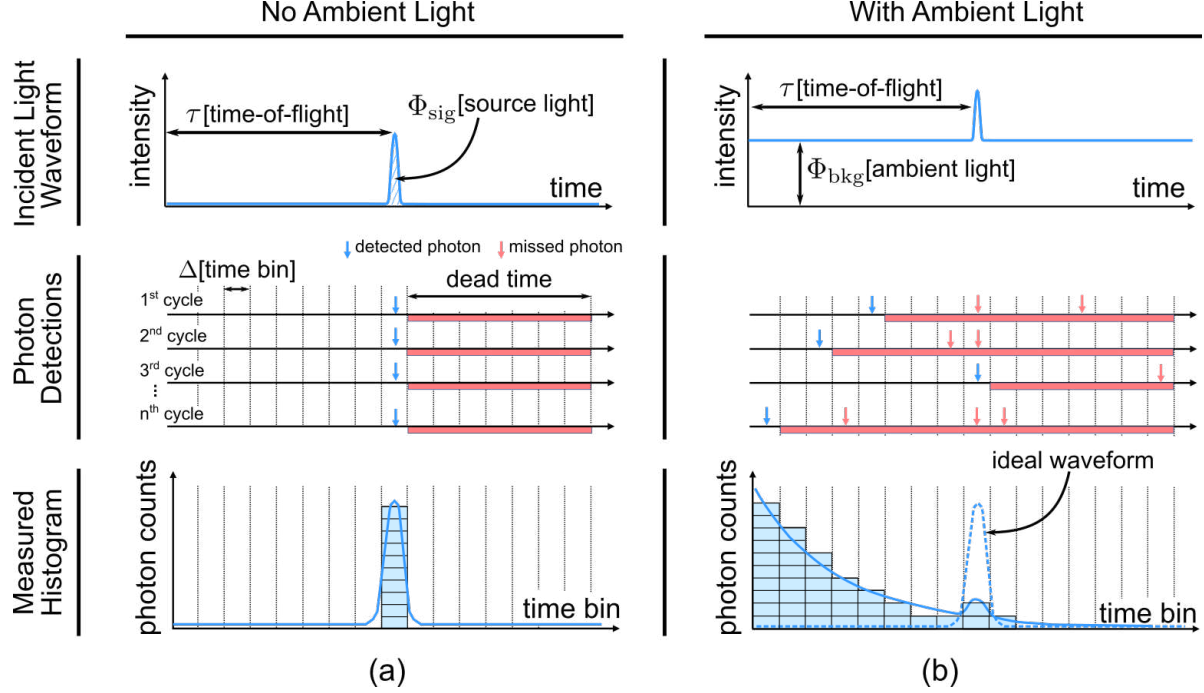 No Ambient Light
With Ambient Light
Incident Light
Waveform
intensity
τ[time-of-flight]
Φsig[source light]
time
intensity
τ[time-of-flight]
Φbkg[ambient light]
time
Photon
Detections
detected photon
missed photon
Δ[time bin]
dead time
1st cycle
2nd cycle
3rd cycle
...
nth cycle
Measured
Histogram
photon counts
time bin
photon counts
ideal waveform
time bin
(a)
(b)